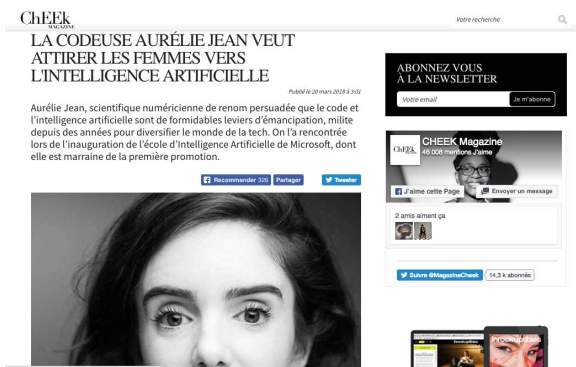 ChEEk
MAGAZINE
Votre recherche
LA CODEUSE AURÉLIE JEAN VEUT
ATTIRER LES FEMMES VERS
L'INTELLIGENCE ARTIFICIELLE
Publié le 20 mars 2018 à 3:01
Aurélie Jean, scientifique numéricienne de renom persuadée que le code et
l'intelligence artificielle sont de formidables leviers d'émancipation, milite
depuis des années pour diversifier le monde de la tech. On l'a rencontrée
lors de l'inauguration de l'école d'Intelligence Artificielle de Microsoft, dont
elle est marraine de la première promotion.
Recommander 326 Partager Tweeter
ABONNEZ VOUS
À LA NEWSLETTER
Votre email Je m'abonne
ChEEk
CHEEK Magazine
46 008 mentions J'aime
J'aime cette Page Envoyer un message
2 amis aiment ça
Suivre @MagazineCheek 14,3 k abonnés
inrockuptibles